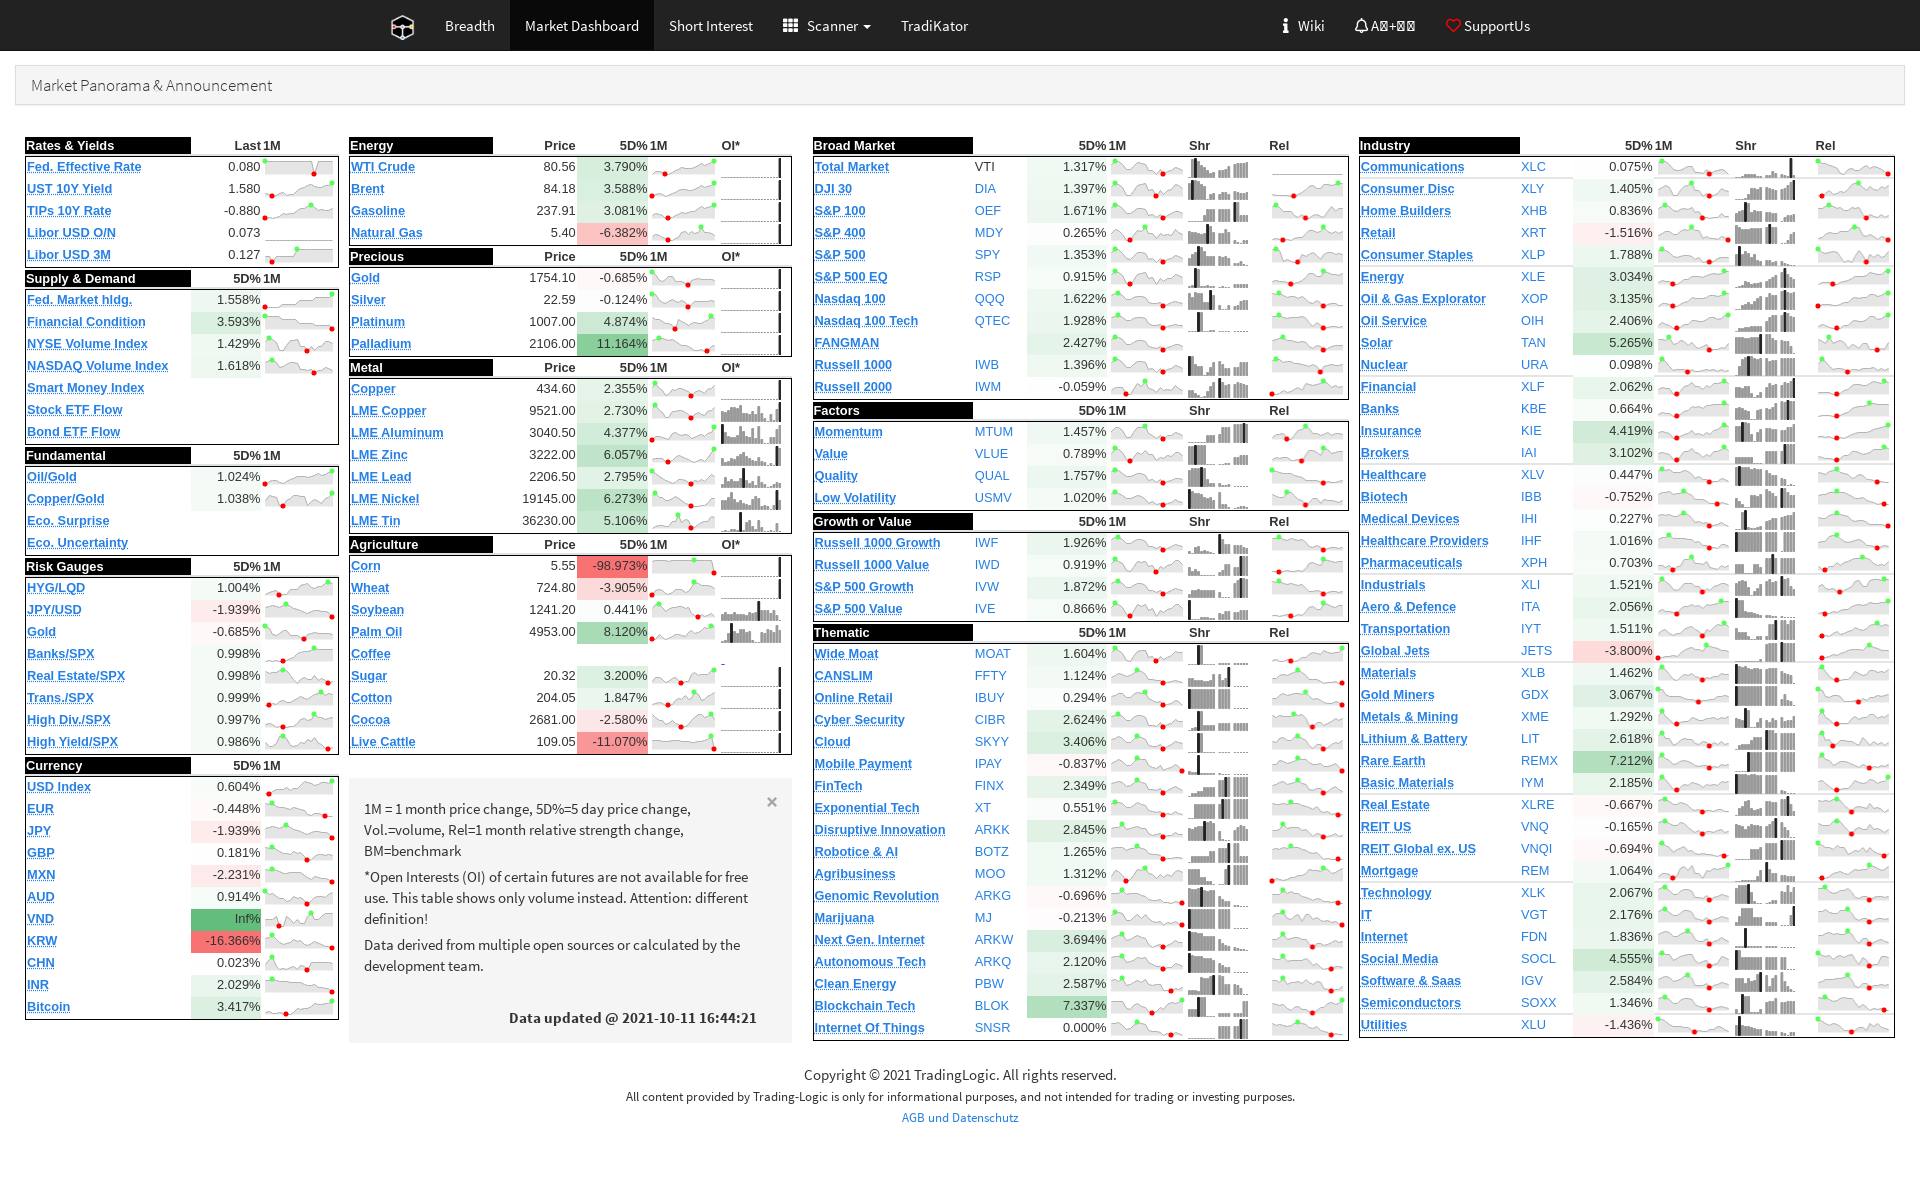 Breadth Market Dashboard Short Interest Scanner TradiKator Wiki SupportUs
Market Panorama & Announcement
Rates & Yields Last 1M
Fed. Effective Rate 0.080
UST 10Y Yield 1.580
TIPs 10Y Rate -0.880
Libor USD O/N 0.073
Libor USD 3M 0.127
Supply & Demand 5D% 1M
Fed. Market hldg. 1.558%
Financial Condition 3.593%
NYSE Volume Index 1.429%
NASDAQ Volume Index 1.618%
Smart Money Index
Stock ETF Flow
Bond ETF Flow
Fundamental 5D% 1M
Oil/Gold 1.024%
Copper/Gold 1.038%
Eco. Surprise
Eco. Uncertainty
Risk Gauges 5D% 1M
HYG/LQD 1.004%
JPY/USD -1.939%
Gold -0.685%
Banks/SPX 0.998%
Real Estate/SPX 0.998%
Trans./SPX 0.999%
High Div./SPX 0.997%
High Yield/SPX 0.986%
Currency 5D% 1M
USD Index 0.604%
EUR -0.448%
JPY -1.939%
GBP 0.181%
MXN -2.231%
AUD 0.914%
VND Inf%
KRW -16.366%
CHN 0.023%
INR 2.029%
Bitcoin 3.417%
Energy Price 5D% 1M OI*
WTI Crude 80.56 3.790%
Brent 84.18 3.588%
Gasoline 237.91 3.081%
Natural Gas 5.40 -6.382%
Precious Price 5D% 1M OI*
Gold 1754.10 -0.685%
Silver 22.59 -0.124%
Platinum 1007.00 4.874%
Palladium 2106.00 11.164%
Metal Price 5D% 1M OI*
Copper 434.60 2.355%
LME Copper 9521.00 2.730%
LME Aluminum 3040.50 4.377%
LME Zinc 3222.00 6.057%
LME Lead 2206.50 2.795%
LME Nickel 19145.00 6.273%
LME Tin 36230.00 5.106%
Agriculture Price 5D% 1M OI*
Corn 5.55 -98.973%
Wheat 724.80 -3.905%
Soybean 1241.20 0.441%
Palm Oil 4953.00 8.120%
Coffee -
Sugar 20.32 3.200%
Cotton 204.05 1.847%
Cocoa 2681.00 -2.580%
Live Cattle 109.05 -11.070%
×
1M = 1 month price change, 5D%=5 day price change,
Vol.=volume, Rel=1 month relative strength change,
BM=benchmark
*Open Interests (OI) of certain futures are not available for free
use. This table shows only volume instead. Attention: different
definition!
Data derived from multiple open sources or calculated by the
development team.
Data updated @ 2021-10-11 16:44:21
Broad Market 5D% 1M Shr Rel
Total Market VTI 1.317%
DJI 30 DIA 1.397%
S&P 100 OEF 1.671%
S&P 400 MDY 0.265%
S&P 500 SPY 1.353%
S&P 500 EQ RSP 0.915%
Nasdaq 100 QQQ 1.622%
Nasdaq 100 Tech QTEC 1.928%
FANGMAN 2.427%
Russell 1000 IWB 1.396%
Russell 2000 IWM -0.059%
Factors 5D% 1M Shr Rel
Momentum MTUM 1.457%
Value VLUE 0.789%
Quality QUAL 1.757%
Low Volatility USMV 1.020%
Growth or Value 5D% 1M Shr Rel
Russell 1000 Growth IWF 1.926%
Russell 1000 Value IWD 0.919%
S&P 500 Growth IVW 1.872%
S&P 500 Value IVE 0.866%
Thematic 5D% 1M Shr Rel
Wide Moat MOAT 1.604%
CANSLIM FFTY 1.124%
Online Retail IBUY 0.294%
Cyber Security CIBR 2.624%
Cloud SKYY 3.406%
Mobile Payment IPAY -0.837%
FinTech FINX 2.349%
Exponential Tech XT 0.551%
Disruptive Innovation ARKK 2.845%
Robotice & AI BOTZ 1.265%
Agribusiness MOO 1.312%
Genomic Revolution ARKG -0.696%
Marijuana MJ -0.213%
Next Gen. Internet ARKW 3.694%
Autonomous Tech ARKQ 2.120%
Clean Energy PBW 2.587%
Blockchain Tech BLOK 7.337%
Internet Of Things SNSR 0.000%
Industry 5D% 1M Shr Rel
Communications XLC 0.075%
Consumer Disc XLY 1.405%
Home Builders XHB 0.836%
Retail XRT -1.516%
Consumer Staples XLP 1.788%
Energy XLE 3.034%
Oil & Gas Explorator XOP 3.135%
Oil Service OIH 2.406%
Solar TAN 5.265%
Nuclear URA 0.098%
Financial XLF 2.062%
Banks KBE 0.664%
Insurance KIE 4.419%
Brokers IAI 3.102%
Healthcare XLV 0.447%
Biotech IBB -0.752%
Medical Devices IHI 0.227%
Healthcare Providers IHF 1.016%
Pharmaceuticals XPH 0.703%
Industrials XLI 1.521%
Aero & Defence ITA 2.056%
Transportation IYT 1.511%
Global Jets JETS -3.800%
Materials XLB 1.462%
Gold Miners GDX 3.067%
Metals & Mining XME 1.292%
Lithium & Battery LIT 2.618%
Rare Earth REMX 7.212%
Basic Materials IYM 2.185%
Real Estate XLRE -0.667%
REIT US VNQ -0.165%
REIT Global ex. US VNQI -0.694%
Mortgage REM 1.064%
Technology XLK 2.067%
IT VGT 2.176%
Internet FDN 1.836%
Social Media SOCL 4.555%
Software & Saas IGV 2.584%
Semiconductors SOXX 1.346%
Utilities XLU -1.436%
Copyright © 2021 TradingLogic. All rights reserved.
All content provided by Trading-Logic is only for informational purposes, and not intended for trading or investing purposes.
AGB und Datenschutz